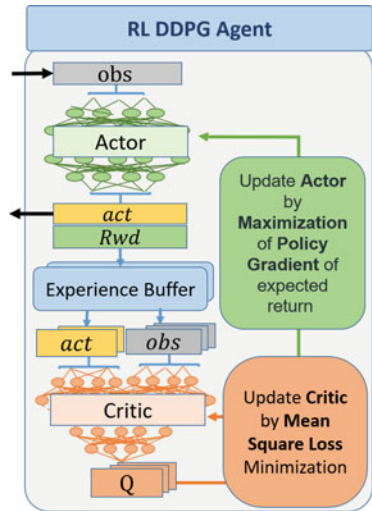 RL DDPG Agent
obs
Actor
act
Rwd
Experience Buffer
act
obs
Critic
Q
Update Actor
by
Maximization
of Policy
Gradient of
expected
return
Update Critic
by Mean
Square Loss
Minimization